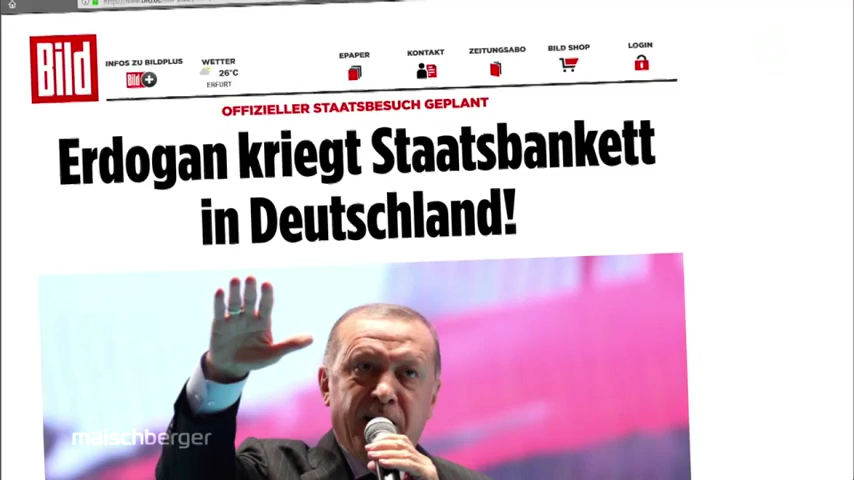 Bild
INFOS ZU BILDPLUS
Bild
WETTER
26°C
ERFURT
EPAPER
KONTAKT
ZEITUNGSABO
BILD SHOP
LOGIN
OFFIZIELLER STAATSBESUCH GEPLANT
Erdogan kriegt Staatsbankett
in Deutschland!
maischberger